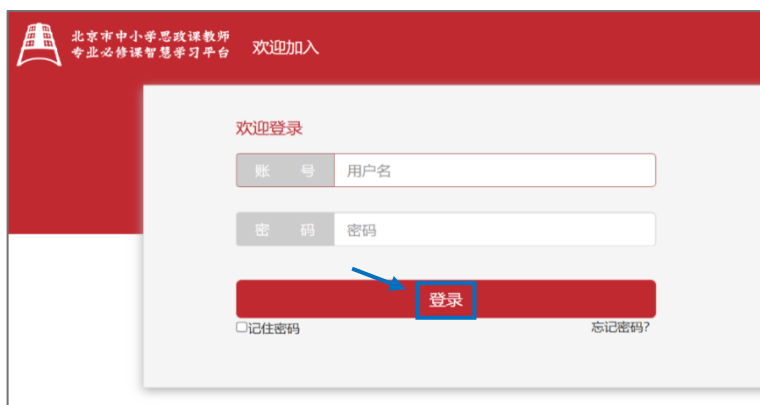 北京市中小学思政课教师
专业必修课智慧学习平台
欢迎加入
欢迎登录
账 号 用户名
密 码 密码
登录
记住密码 忘记密码?